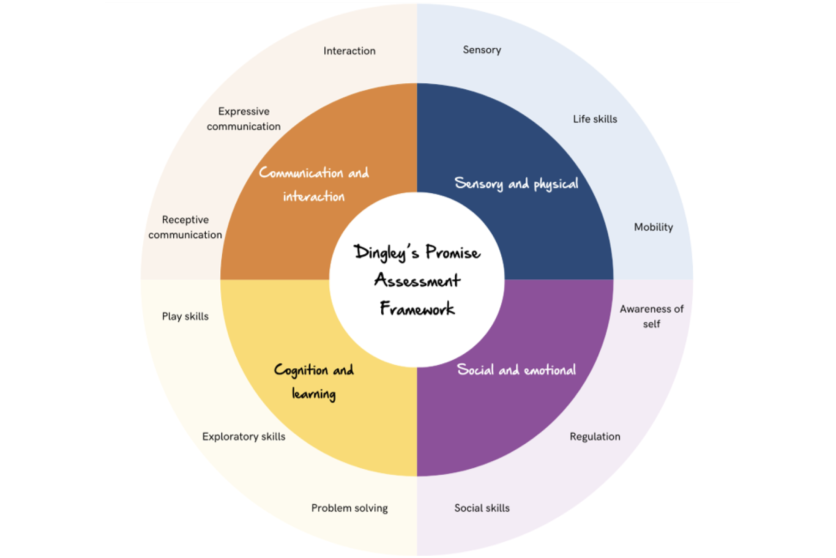 Interaction
Sensory
Expressive
communication
Life skills
Communication and
interaction
Sensory and physical
Receptive
communication
Mobility
Dingley's Promise
Assessment
Framework
Play skills
Awareness of
self
Cognition and
learning
Social and emotional
Exploratory skills
Regulation
Problem solving
Social skills